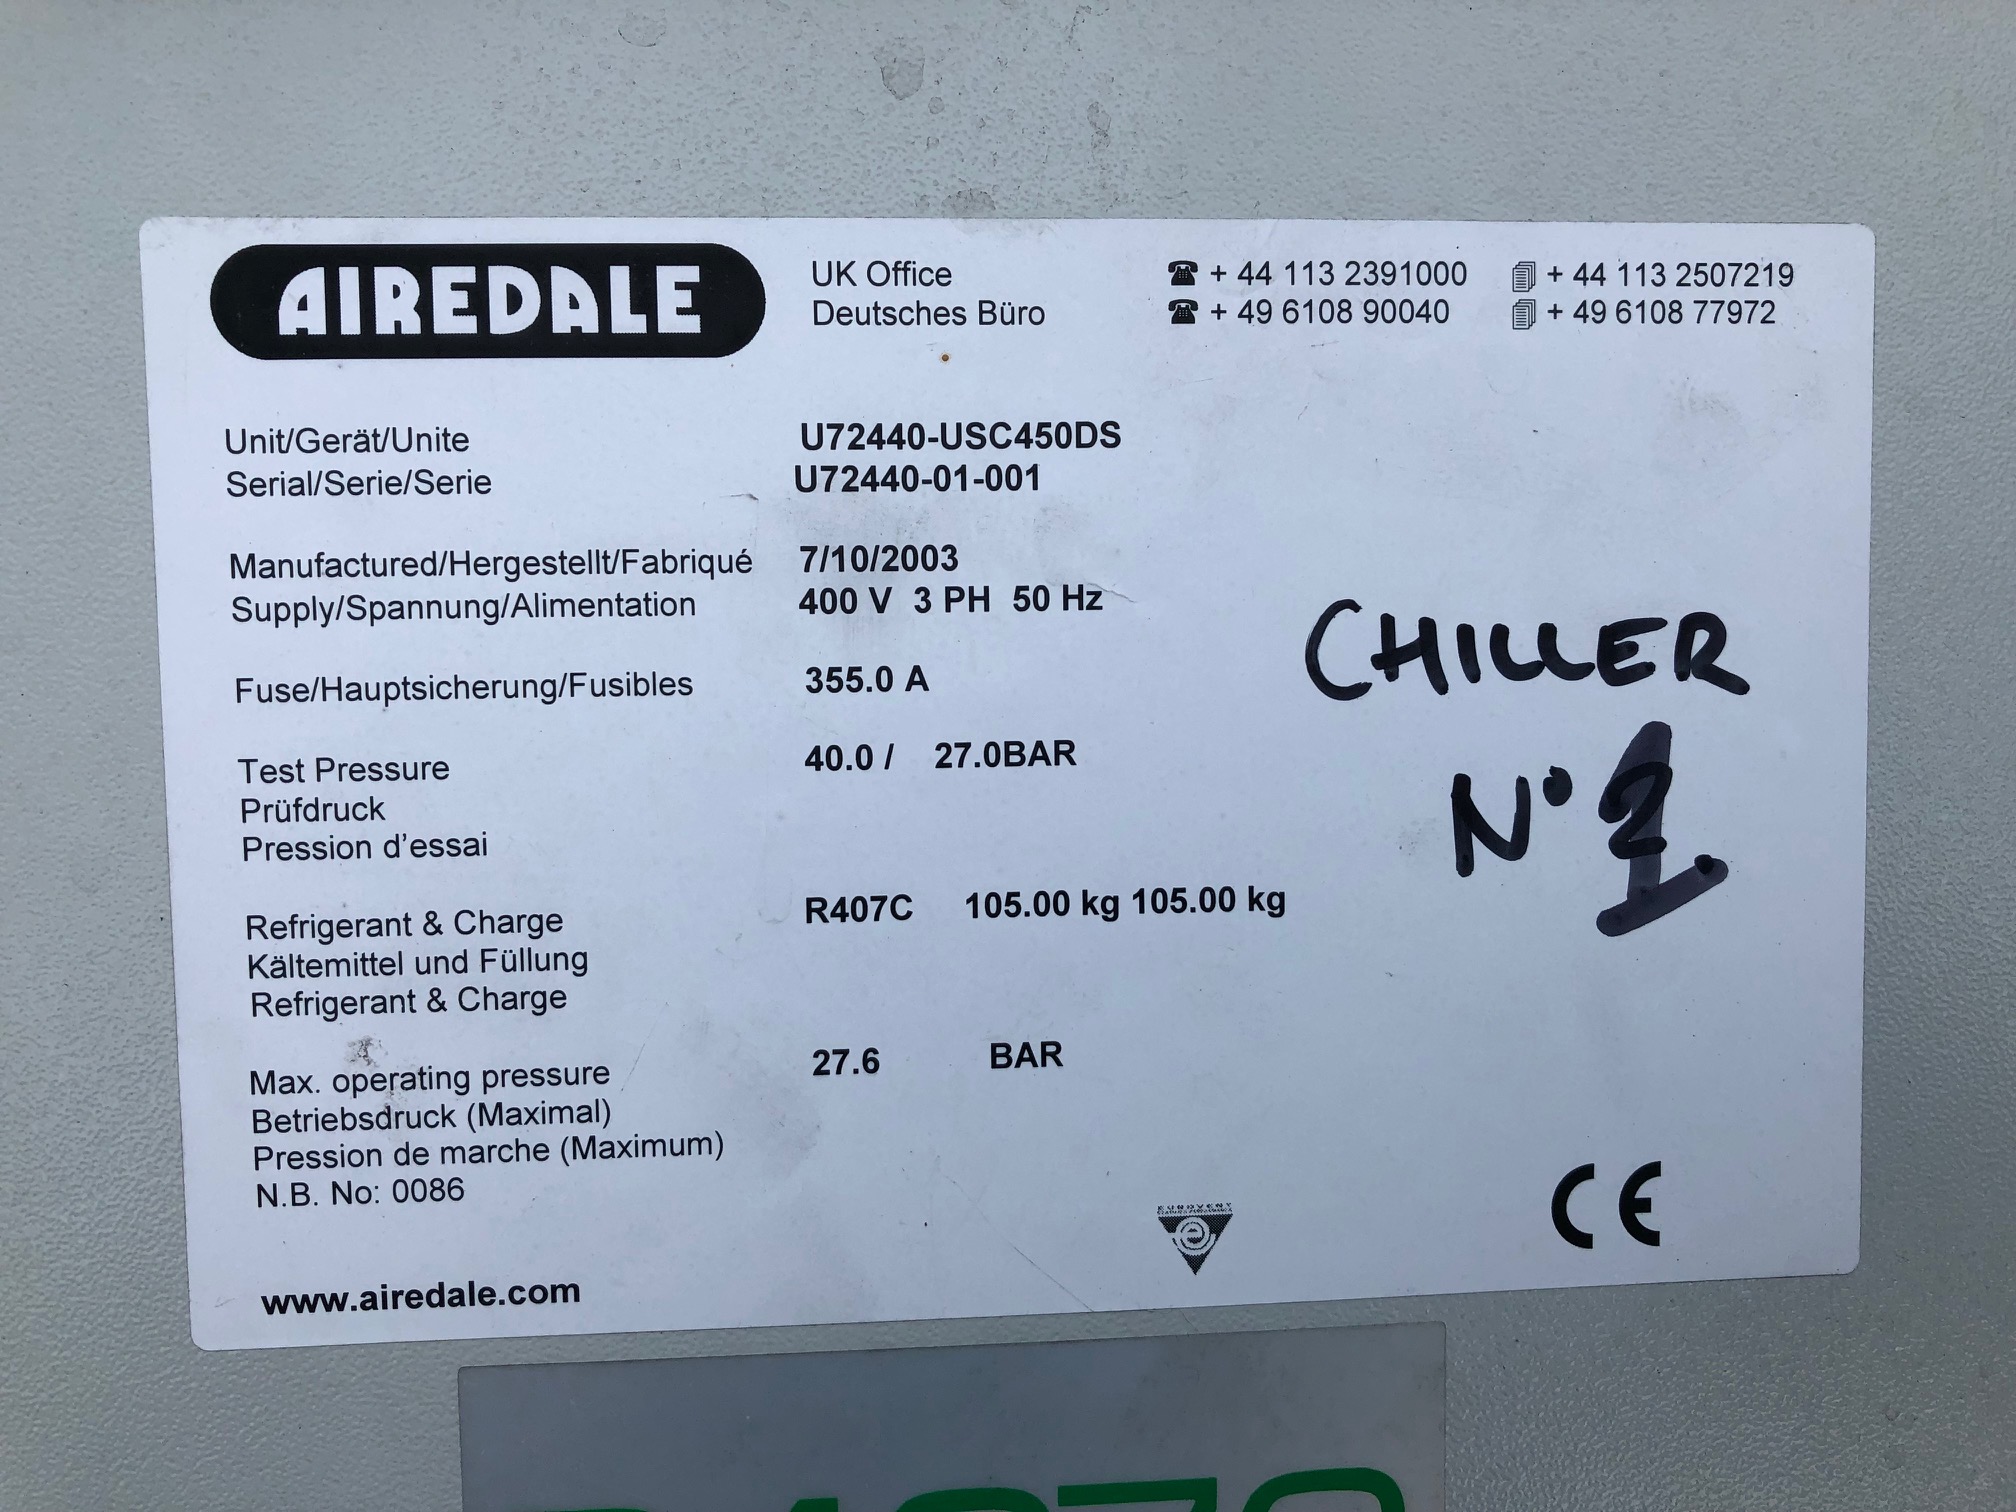 AIREDALE
UK Office + 44 113 2391000 + 44 113 2507219
Deutsches Büro + 49 6108 90040 + 49 6108 77972
Unit/Gerät/Unite U72440-USC450DS
Serial/Serie/Serie U72440-01-001
Manufactured/Hergestellt/Fabriqué 7/10/2003
Supply/Spannung/Alimentation 400 V 3 PH 50 Hz
Fuse/Hauptsicherung/Fusibles 355.0 A
Test Pressure 40.0 / 27.0BAR
Prüfdruck
Pression d'essai
CHILLER
N°
Refrigerant & Charge R407C 105.00 kg 105.00 kg
Kältemittel und Füllung
Refrigerant & Charge
Max. operating pressure 27.6 BAR
Betriebsdruck (Maximal)
Pression de marche (Maximum)
N.B. No: 0086
EUROVENT
CE
www.airedale.com